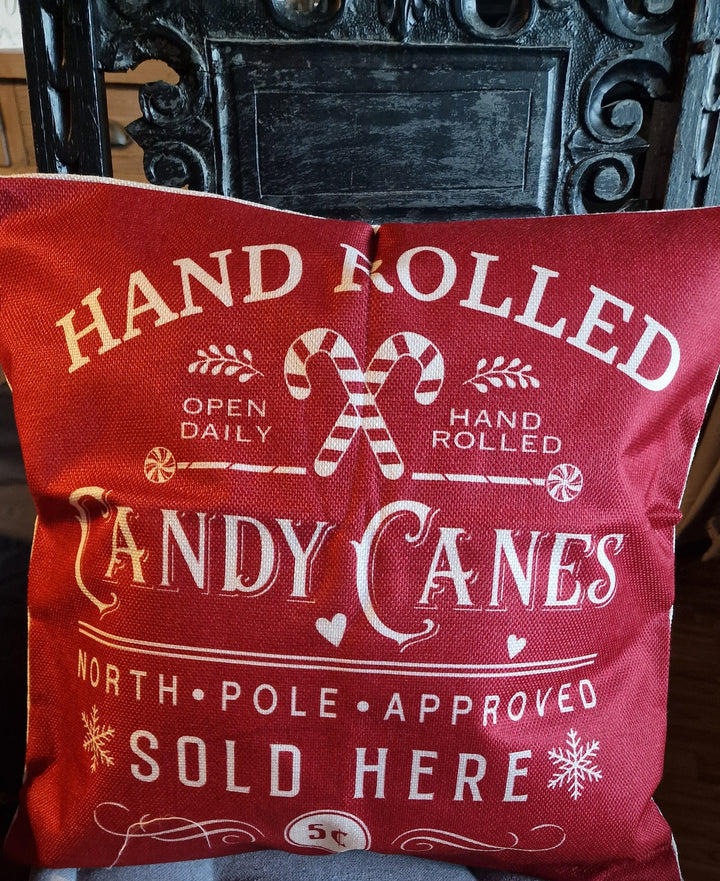 HAND ROLLED
OPEN DAILY
HAND ROLLED
CANDY CANES
NORTH • POLE • APPROVED
SOLD HERE
5¢